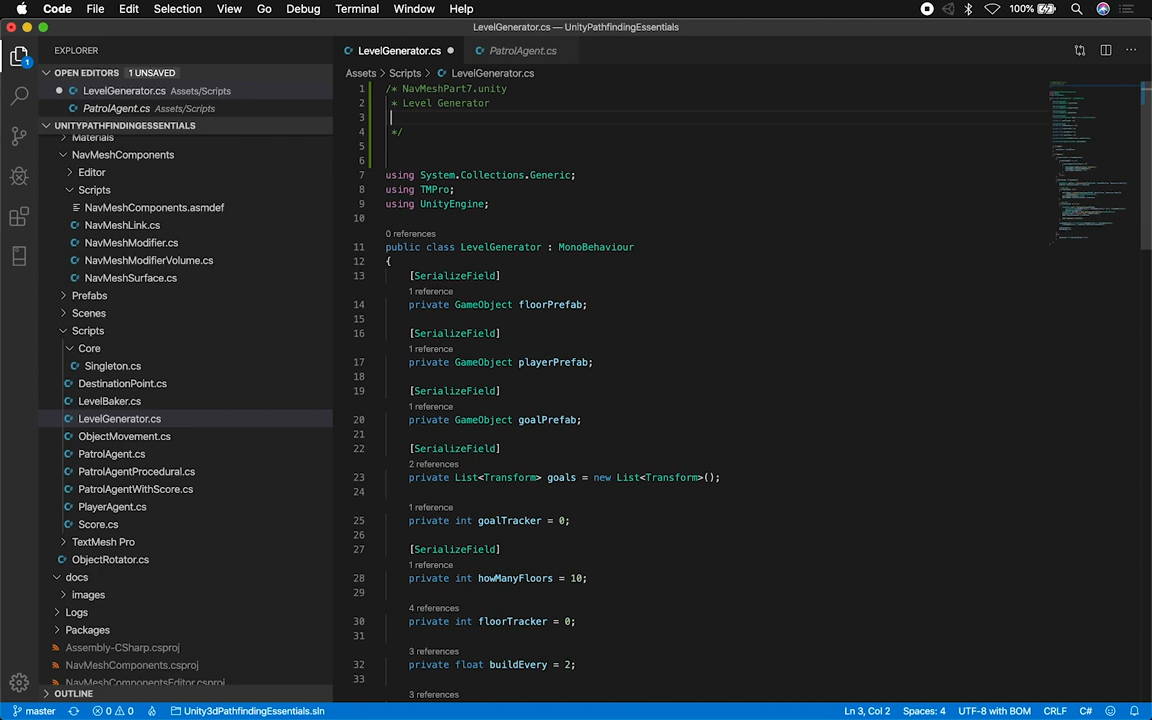 Code File Edit Selection View Go Debug Terminal Window Help 100%
LevelGenerator.cs — UnityPathfindingEssentials
EXPLORER
OPEN EDITORS 1 UNSAVED
LevelGenerator.cs Assets/Scripts
PatrolAgent.cs Assets/Scripts
UNITYPATHFINDINGESSENTIALS
Materials
NavMeshComponents
Editor
Scripts
NavMeshComponents.asmdef
NavMeshLink.cs
NavMeshModifier.cs
NavMeshModifierVolume.cs
NavMeshSurface.cs
Prefabs
Scenes
Scripts
Core
Singleton.cs
DestinationPoint.cs
LevelBaker.cs
LevelGenerator.cs
ObjectMovement.cs
PatrolAgent.cs
PatrolAgentProcedural.cs
PatrolAgentWithScore.cs
PlayerAgent.cs
Score.cs
TextMesh Pro
ObjectRotator.cs
docs
images
Logs
Packages
Assembly-CSharp.csproj
NavMeshComponents.csproj
NavMeshComponentsEditor.csproj
OUTLINE
1
LevelGenerator.cs PatrolAgent.cs
Assets > Scripts > LevelGenerator.cs
1 /* NavMeshPart7.unity
2 * Level Generator
3
4 */
5
6
7 using System.Collections.Generic;
8 using TMPro;
9 using UnityEngine;
10
0 references
11 public class LevelGenerator : MonoBehaviour
12 {
13 [SerializeField]
1 reference
14 private GameObject floorPrefab;
15
16 [SerializeField]
1 reference
17 private GameObject playerPrefab;
18
19 [SerializeField]
1 reference
20 private GameObject goalPrefab;
21
22 [SerializeField]
2 references
23 private List<Transform> goals = new List<Transform>();
24
1 reference
25 private int goalTracker = 0;
26
27 [SerializeField]
1 reference
28 private int howManyFloors = 10;
29
4 references
30 private int floorTracker = 0;
31
3 references
32 private float buildEvery = 2;
33
3 references
master 0 0 Unity3dPathfindingEssentials.sln Ln 3, Col 2 Spaces: 4 UTF-8 with BOM CRLF C#